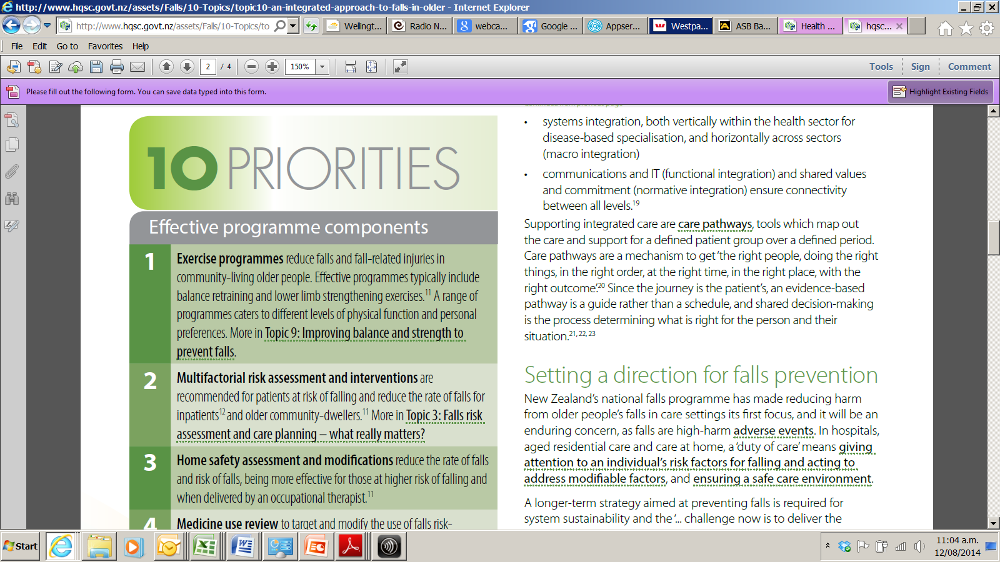 http://www.hqsc.govt.nz/assets/Falls/10-Topics/topic10-an-integrated-approach-to-falls-in-older - Internet Explorer
http://www.hqsc.govt.nz/assets/Falls/10-Topics/to
Wellingt...
Radio N...
webca...
Google ...
Appser...
Westpa...
ASB Ba...
Health ...
hqsc...
File Edit Go to Favorites Help
2 / 4
150%
Tools Sign Comment
Please fill out the following form. You can save data typed into this form.
Highlight Existing Fields
10 PRIORITIES
Effective programme components
1
Exercise programmes reduce falls and fall-related injuries in
community-living older people. Effective programmes typically include
balance retraining and lower limb strengthening exercises.11 A range of
programmes caters to different levels of physical function and personal
preferences. More in Topic 9: Improving balance and strength to
prevent falls.
2
Multifactorial risk assessment and interventions are
recommended for patients at risk of falling and reduce the rate of falls for
inpatients12 and older community-dwellers.11 More in Topic 3: Falls risk
assessment and care planning – what really matters?
3
Home safety assessment and modifications reduce the rate of falls
and risk of falls, being more effective for those at higher risk of falling and
when delivered by an occupational therapist.11
4
Medicine use review to target and modify the use of falls risk-
continues from previous page
• systems integration, both vertically within the health sector for
disease-based specialisation, and horizontally across sectors
(macro integration)
• communications and IT (functional integration) and shared values
and commitment (normative integration) ensure connectivity
between all levels.19
Supporting integrated care are care pathways, tools which map out
the care and support for a defined patient group over a defined period.
Care pathways are a mechanism to get ‘the right people, doing the right
things, in the right order, at the right time, in the right place, with the
right outcome’.20 Since the journey is the patient’s, an evidence-based
pathway is a guide rather than a schedule, and shared decision-making
is the process determining what is right for the person and their
situation.21, 22, 23
Setting a direction for falls prevention
New Zealand’s national falls programme has made reducing harm
from older people’s falls in care settings its first focus, and it will be an
enduring concern, as falls are high-harm adverse events. In hospitals,
aged residential care and care at home, a ‘duty of care’ means giving
attention to an individual’s risk factors for falling and acting to
address modifiable factors, and ensuring a safe care environment.
A longer-term strategy aimed at preventing falls is required for
system sustainability and the ‘... challenge now is to deliver the
Start
11:04 a.m.
12/08/2014